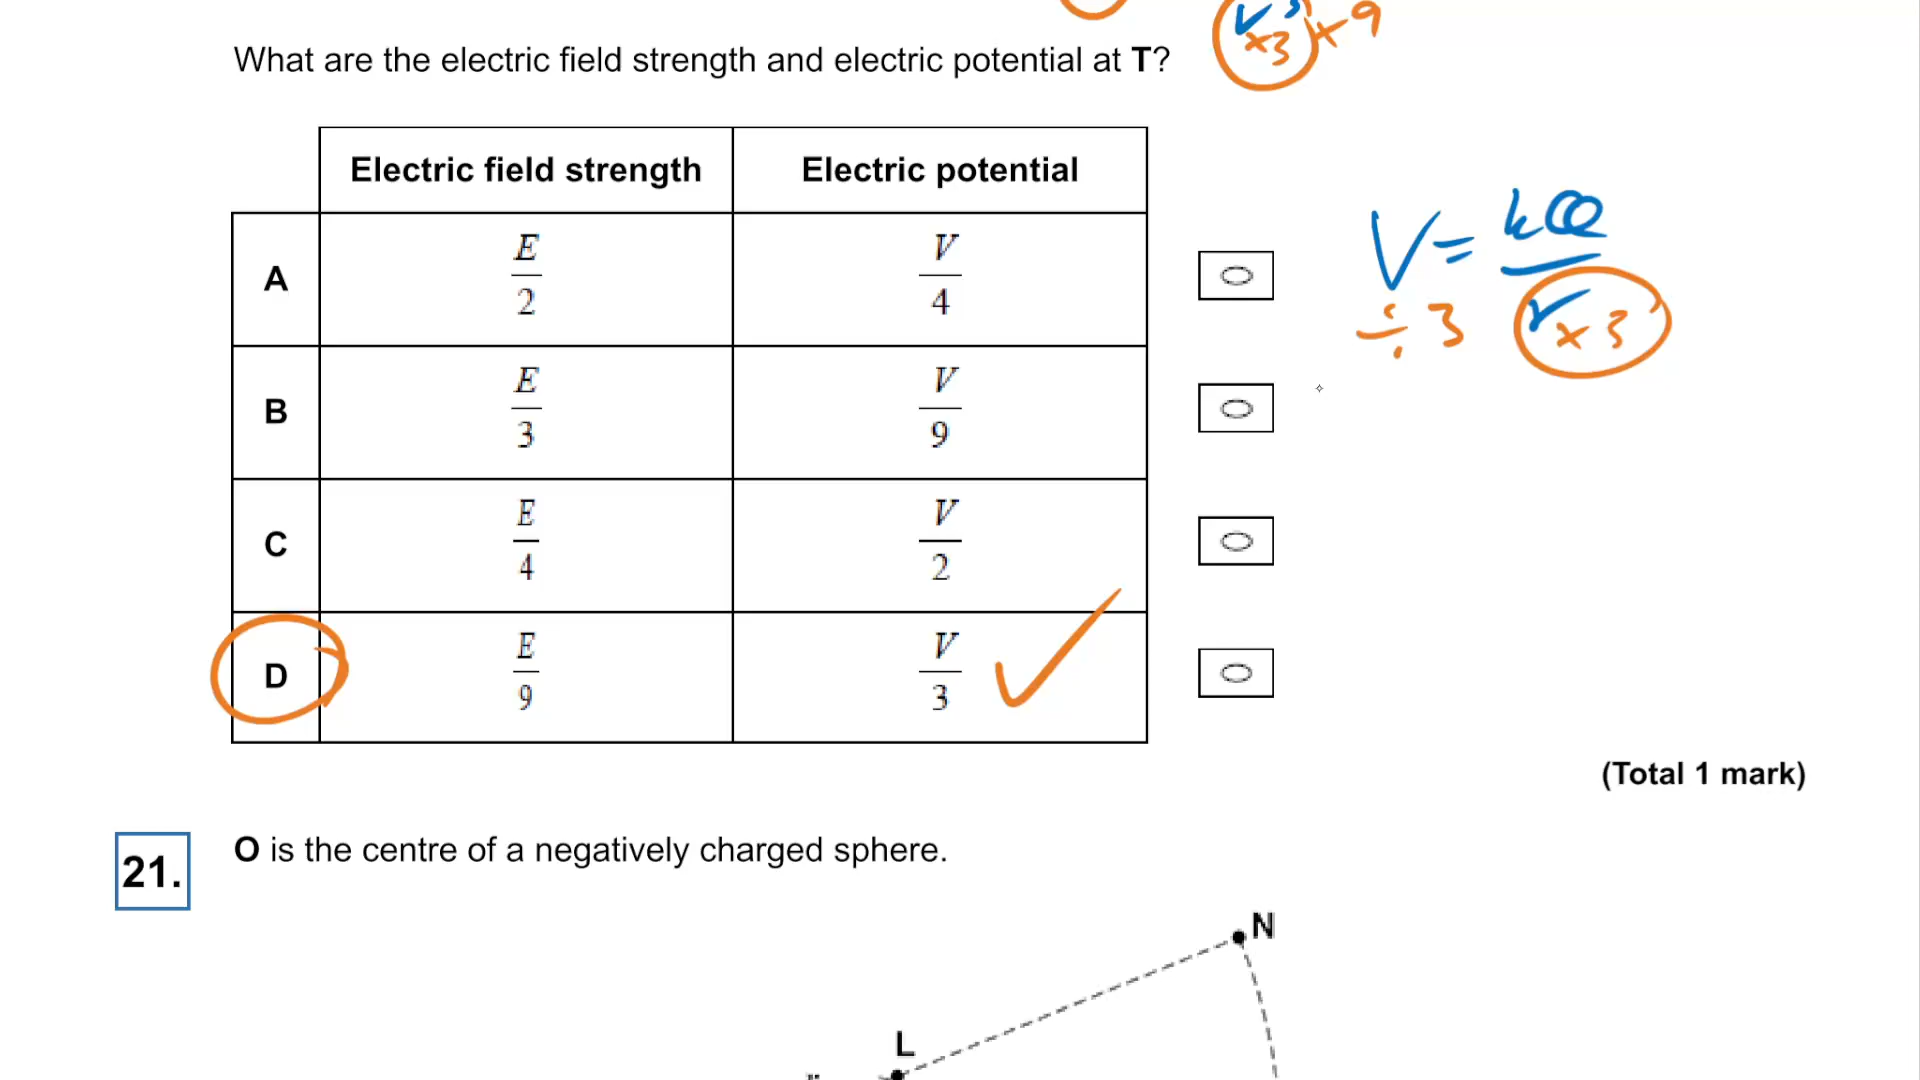 What are the electric field strength and electric potential at T?
×3 × 9
Electric field strength Electric potential
A E/2 V/4
B E/3 V/9
C E/4 V/2
D E/9 V/3
V = kQ/r
÷ 3 × 3
(Total 1 mark)
21. O is the centre of a negatively charged sphere.
N
L